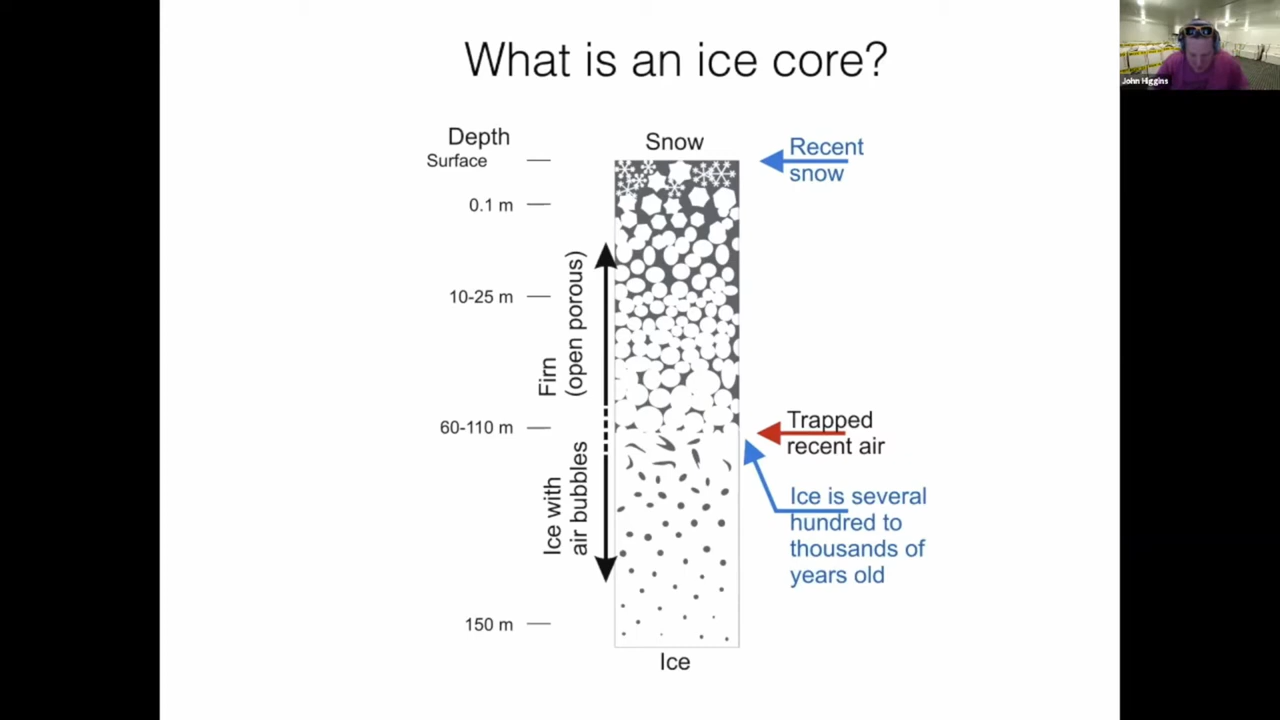 What is an ice core?
John Higgins
Depth
Snow
Surface
Recent
snow
0.1 m
Firn
(open porous)
10-25 m
60-110 m
Trapped
recent air
Ice with
air bubbles
Ice is several
hundred to
thousands of
years old
150 m
Ice